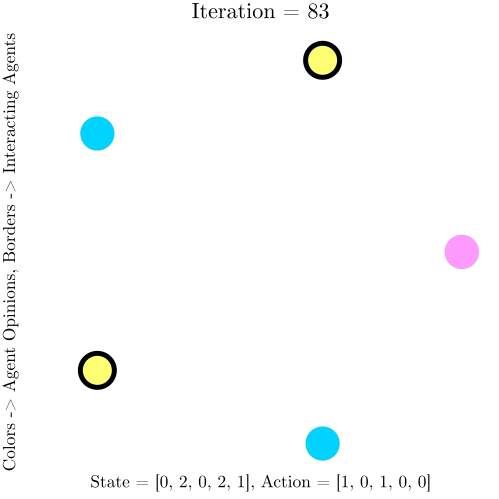 Iteration = 83
Colors -> Agent Opinions, Borders -> Interacting Agents
State = [0, 2, 0, 2, 1], Action = [1, 0, 1, 0, 0]